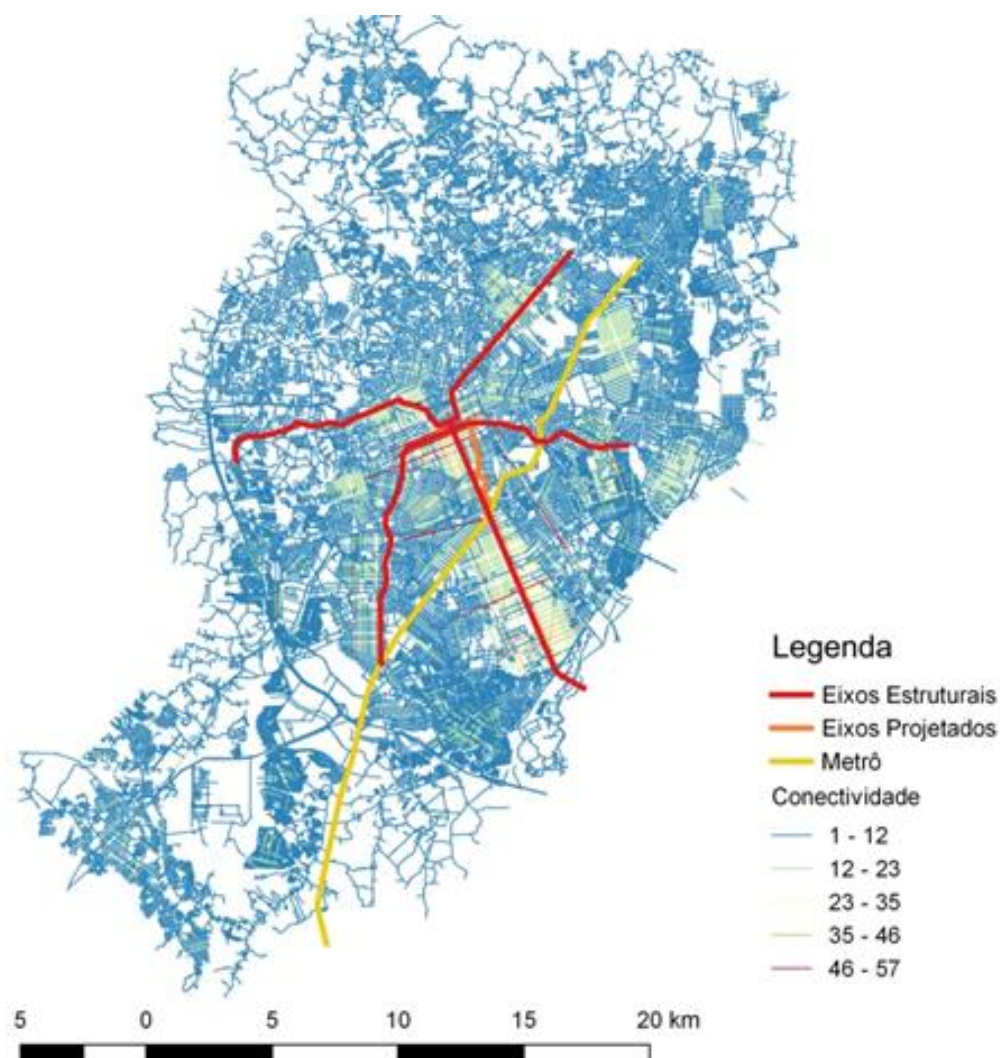 Legenda
Eixos Estruturais
Eixos Projetados
Metrô
Conectividade
1 - 12
12 - 23
23 - 35
35 - 46
46 - 57
5 0 5 10 15 20 km